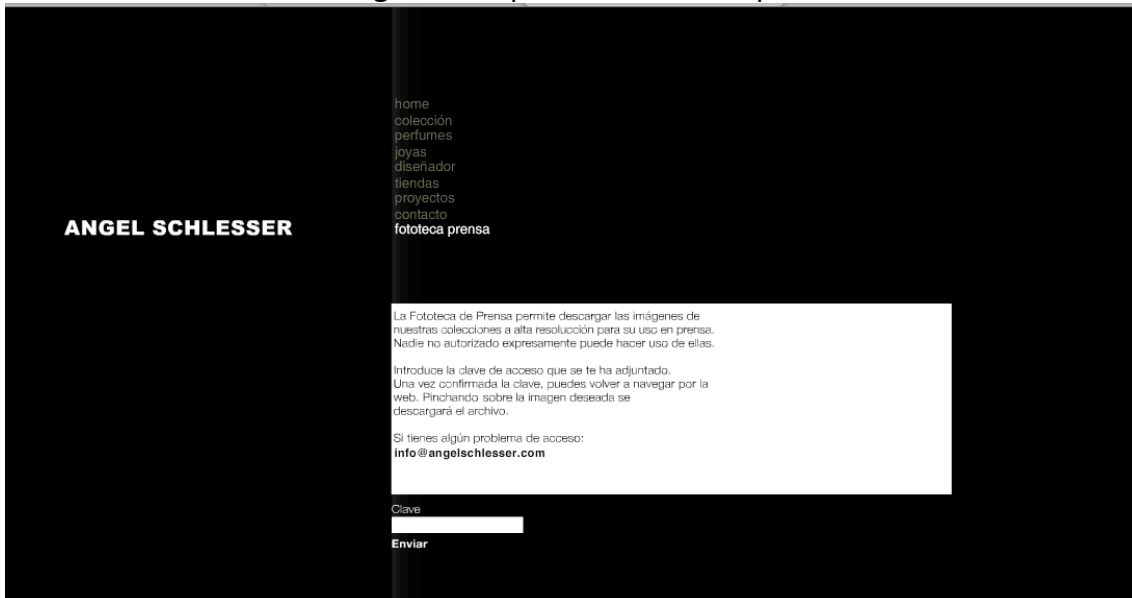 home
colección
perfumes
joyas
diseñador
tiendas
proyectos
contacto
ANGEL SCHLESSER
fototeca prensa
La Fototeca de Prensa permite descargar las imágenes de
nuestras colecciones a alta resolucción para su uso en prensa.
Nadie no autorizado expresamente puede hacer uso de ellas.
Introduce la clave de acceso que se te ha adjuntado.
Una vez confirmada la clave, puedes volver a navegar por la
web. Pinchando sobre la imagen deseada se
descargará el archivo.
Si tienes algún problema de acceso:
info@angelschlesser.com
Clave
Enviar